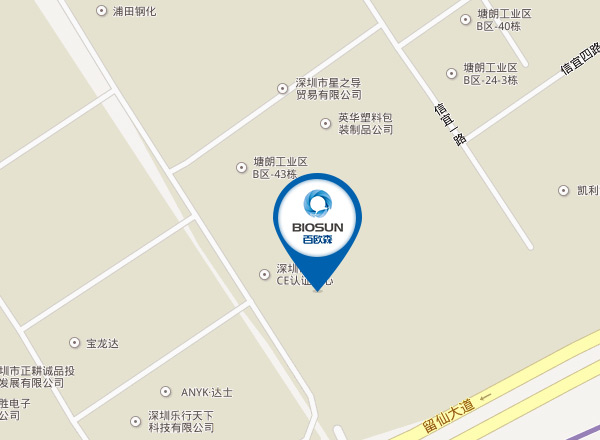 浦田钢化
塘朗工业区
B区-40栋
信宜四路
塘朗工业区
B区-24-3栋
深圳市星之导
贸易有限公司
信宜一路
英华塑料包
装制品公司
塘朗工业区
B区-43栋
凯利
BIOSUN
百欧森
深圳
CE认证 心
宝龙达
圳市正耕诚品投
发展有限公司
ANYK·达士
胜电子
公司
深圳乐行天下
科技有限公司
留仙大道